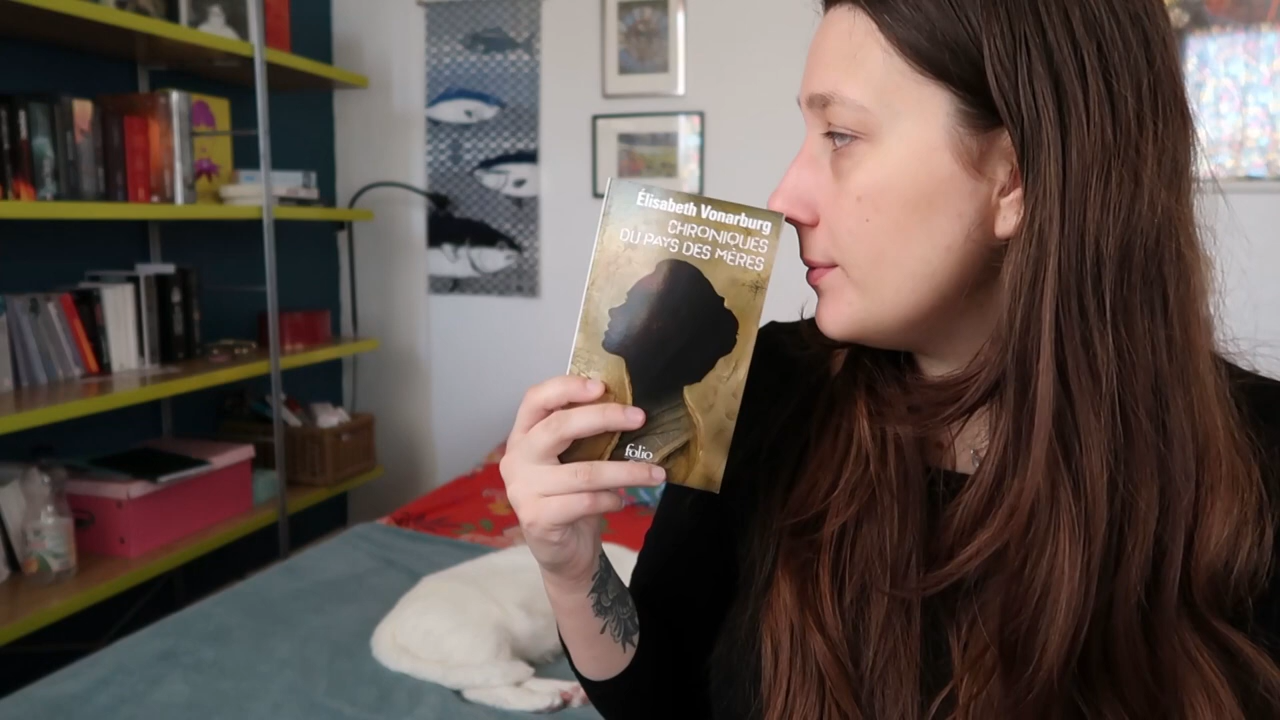 Élisabeth Vonarburg
CHRONIQUES
DU PAYS DES MÈRES
folio